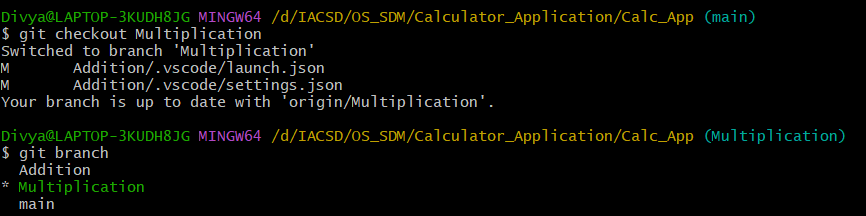 Divya@LAPTOP-3KUDH8JG MINGW64 /d/IACSD/OS_SDM/Calculator_Application/Calc_App (main)
$ git checkout Multiplication
Switched to branch 'Multiplication'
M       Addition/.vscode/launch.json
M       Addition/.vscode/settings.json
Your branch is up to date with 'origin/Multiplication'.
Divya@LAPTOP-3KUDH8JG MINGW64 /d/IACSD/OS_SDM/Calculator_Application/Calc_App (Multiplication)
$ git branch
  Addition
* Multiplication
  main